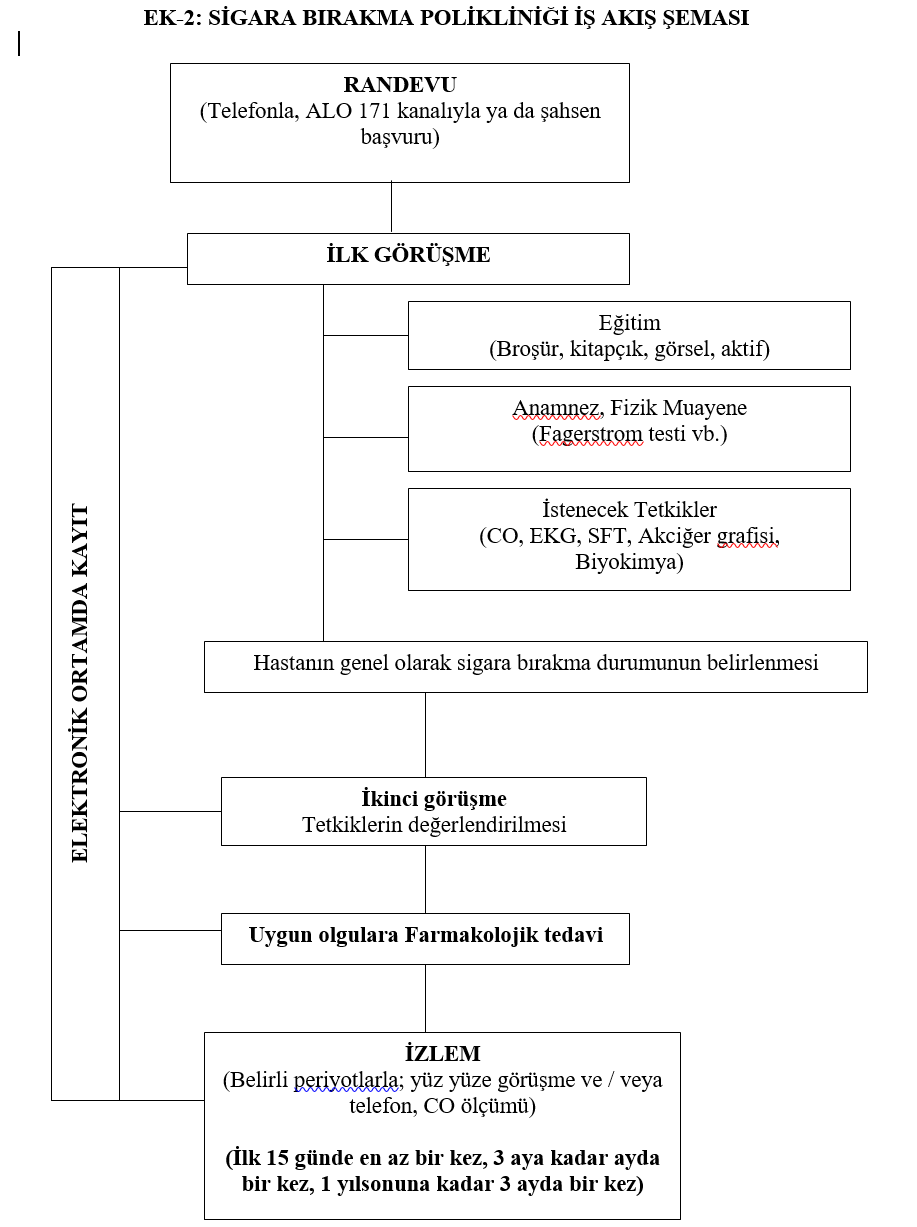 EK-2: SİGARA BIRAKMA POLİKLİNİĞİ İŞ AKIŞ ŞEMASI
RANDEVU
(Telefonla, ALO 171 kanalıyla ya da şahsen
başvuru)
İLK GÖRÜŞME
Eğitim
(Broşür, kitapçık, görsel, aktif)
Anamnez, Fizik Muayene
(Fagerstrom testi vb.)
İstenecek Tetkikler
(CO, EKG, SFT, Akciğer grafisi,
Biyokimya)
ELEKTRONİK ORTAMDA KAYIT
Hastanın genel olarak sigara bırakma durumunun belirlenmesi
İkinci görüşme
Tetkiklerin değerlendirilmesi
Uygun olgulara Farmakolojik tedavi
İZLEM
(Belirli periyotlarla; yüz yüze görüşme ve / veya
telefon, CO ölçümü)
(İlk 15 günde en az bir kez, 3 aya kadar ayda
bir kez, 1 yılsonuna kadar 3 ayda bir kez)